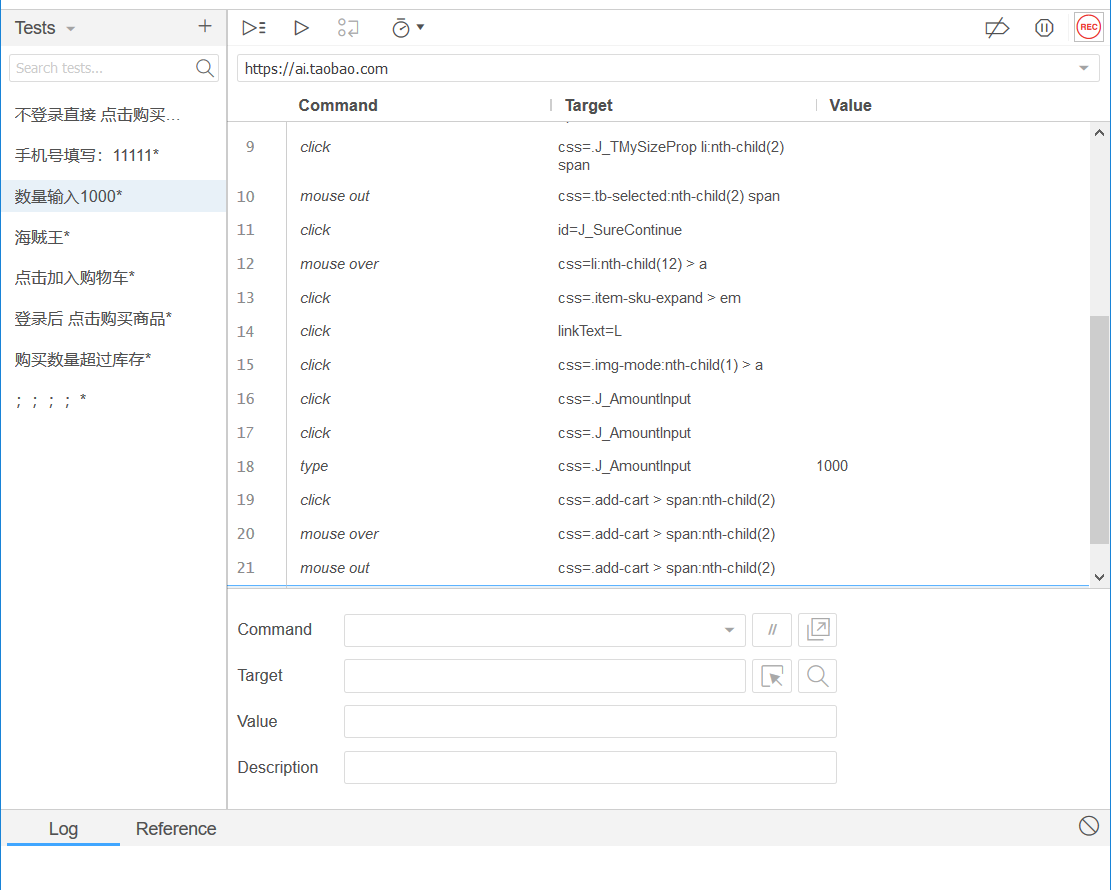 Tests
REC
Search tests...
https://ai.taobao.com
Command Target Value
不登录直接 点击购买...
手机号填写：11111*
数量输入1000*
海贼王*
点击加入购物车*
登录后 点击购买商品*
购买数量超过库存*
；；；；*
9 click css=.J_TMySizeProp li:nth-child(2)
span
10 mouse out css=.tb-selected:nth-child(2) span
11 click id=J_SureContinue
12 mouse over css=li:nth-child(12) > a
13 click css=.item-sku-expand > em
14 click linkText=L
15 click css=.img-mode:nth-child(1) > a
16 click css=.J_AmountInput
17 click css=.J_AmountInput
18 type css=.J_AmountInput 1000
19 click css=.add-cart > span:nth-child(2)
20 mouse over css=.add-cart > span:nth-child(2)
21 mouse out css=.add-cart > span:nth-child(2)
Command //
Target
Value
Description
Log Reference